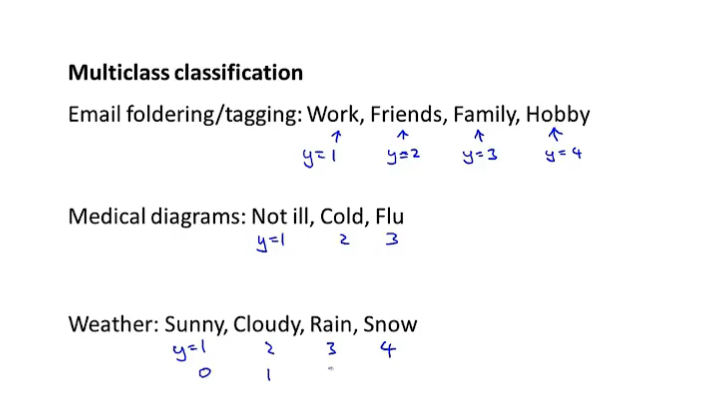 Multiclass classification
Email foldering/tagging: Work, Friends, Family, Hobby
y=1 y=2 y=3 y=4
Medical diagrams: Not ill, Cold, Flu
y=1 2 3
Weather: Sunny, Cloudy, Rain, Snow
y=1 2 3 4
0 1